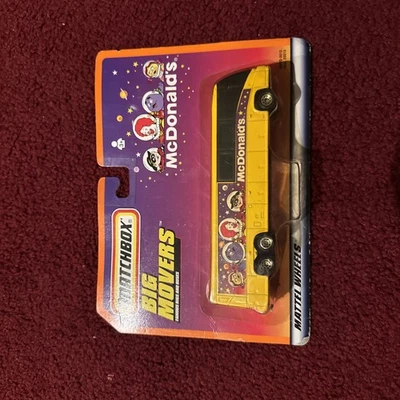 MATCHBOX
BIG
MOVERS
McDonald's
McDonald's
MATTEL WHEELS